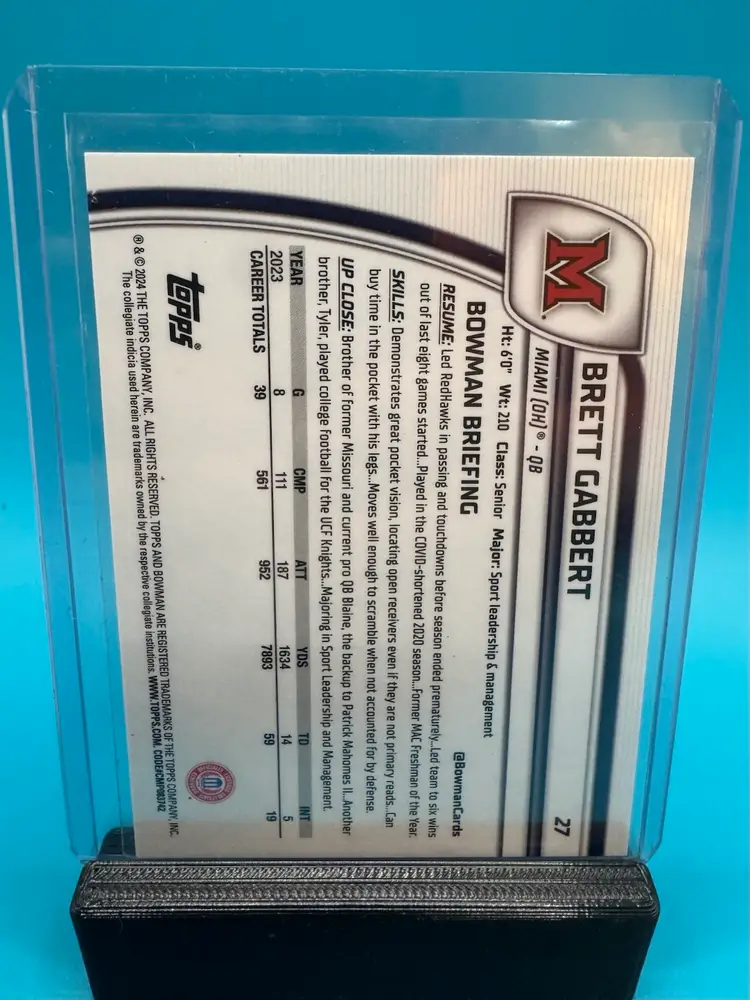 27
BRETT GABBERT
MIAMI (OH)® - QB
Ht: 6'0" Wt: 210 Class: Senior Major: Sport leadership & management
BOWMAN BRIEFING
@BowmanCards
RESUME: Led RedHawks in passing and touchdowns before season ended prematurely...Led team to six wins
out of last eight games started...Played in the COVID-shortened 2020 season...Former MAC Freshman of the Year.
SKILLS: Demonstrates great pocket vision, locating open receivers even if they are not primary reads...Can
buy time in the pocket with his legs...Moves well enough to scramble when not accounted for by defense.
UP CLOSE: Brother of former Missouri and current pro QB Blaine, the backup to Patrick Mahomes II...Another
brother, Tyler, played college football for the UCF Knights...Majoring in Sport Leadership and Management.
YEAR G CMP ATT YDS TD INT
2023 8 111 187 1634 14 5
CAREER TOTALS 39 561 952 7893 59 19
topps®
® & © 2024 THE TOPPS COMPANY, INC. ALL RIGHTS RESERVED. TOPPS AND BOWMAN ARE REGISTERED TRADEMARKS OF THE TOPPS COMPANY, INC.
The collegiate indicia used herein are trademarks owned by the respective collegiate institutions. WWW.TOPPS.COM. CODE#CMP083742
M